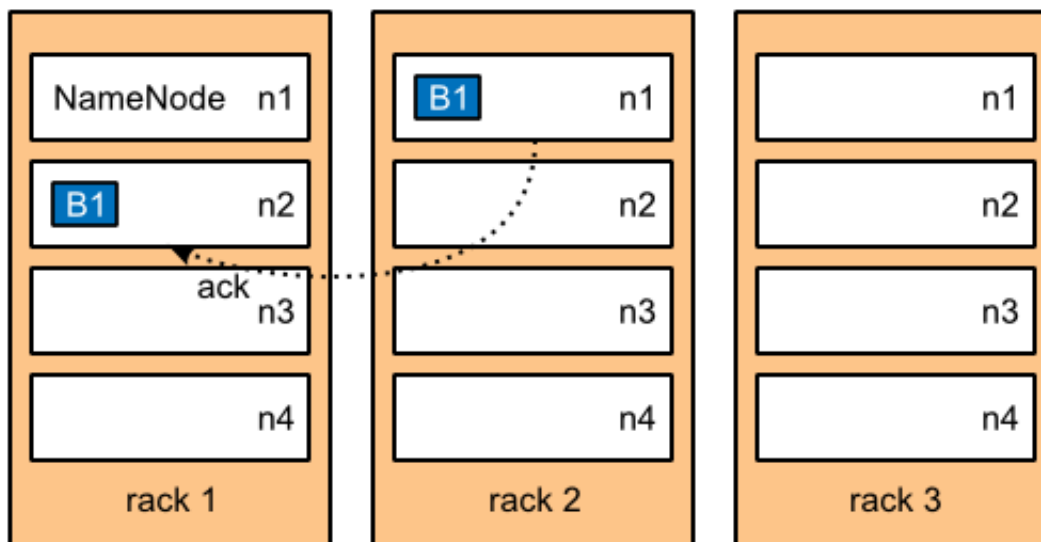 NameNode n1
B1 n2
ack
n3
n4
rack 1
B1 n1
n2
n3
n4
rack 2
n1
n2
n3
n4
rack 3